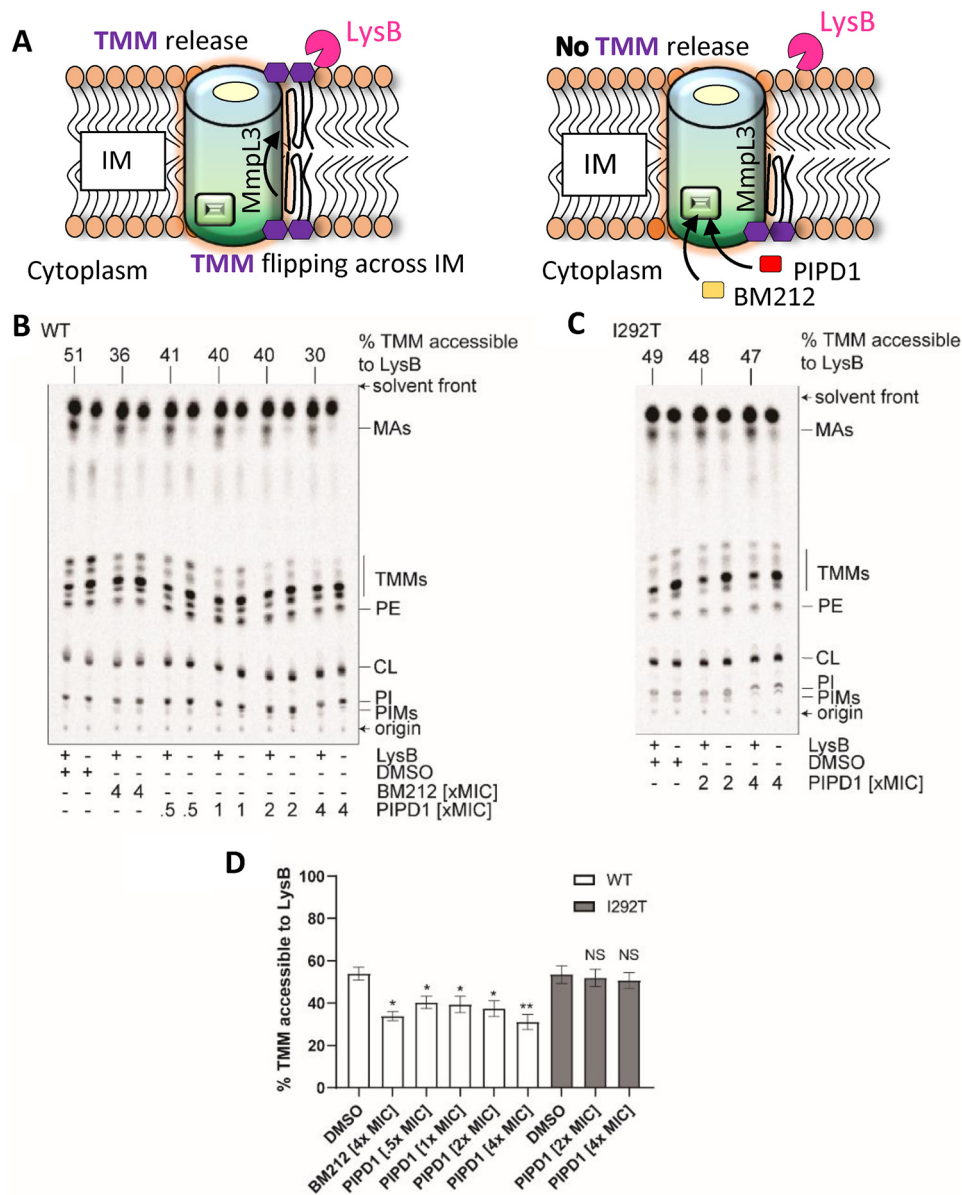 A
TMM release
LysB
IM
MmpL3
Cytoplasm
TMM flipping across IM
No TMM release
LysB
IM
MmpL3
Cytoplasm
PIPD1
BM212
B WT
51 36 41 40 40 30
% TMM accessible
to LysB
solvent front
MAs
TMMs
PE
CL
PI
PIMs
origin
+ - + - + - + - + - + - LysB
+ + - - - - - - - - - - DMSO
- - 4 4 - - - - - - - - BM212 [xMIC]
- - - - .5 .5 1 1 2 2 4 4 PIPD1 [xMIC]
C I292T
49 48 47
% TMM accessible
to LysB
solvent front
MAs
TMMs
PE
CL
PI
PIMs
origin
+ - + - + - LysB
+ + - - - - DMSO
- - 2 2 4 4 PIPD1 [xMIC]
D
% TMM accessible to LysB
100
80
60
40
20
0
WT
I292T
* * * * ** NS NS
DMSO
BM212 [4x MIC]
PIPD1 [.5x MIC]
PIPD1 [1x MIC]
PIPD1 [2x MIC]
PIPD1 [4x MIC]
DMSO
PIPD1 [2x MIC]
PIPD1 [4x MIC]